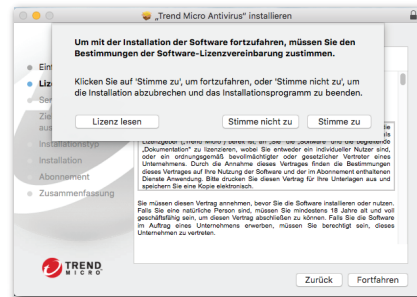 „Trend Micro Antivirus" installieren
Um mit der Installation der Software fortzufahren, müssen Sie den
Bestimmungen der Software-Lizenzvereinbarung zustimmen.
Klicken Sie auf 'Stimme zu', um fortzufahren, oder 'Stimme nicht zu', um
die Installation abzubrechen und das Installationsprogramm zu beenden.
Lizenz lesen
Stimme nicht zu
Stimme zu
Installationstyp
Installation
Abonnement
Zusammenfassung
„Dokumentation" zu lizenzieren, wobei Sie entweder ein individueller Nutzer sind,
oder ein ordnungsgemäß bevollmächtigter oder gesetzlicher Vertreter eines
Unternehmens. Durch die Annahme dieses Vertrages finden die Bestimmungen
dieses Vertrages auf Ihre Nutzung der Software und der im Abonnement enthaltenen
Dienste Anwendung. Bitte drucken Sie diesen Vertrag für Ihre Unterlagen aus und
speichern Sie eine Kopie elektronisch.
Sie müssen diesen Vertrag annehmen, bevor Sie die Software installieren oder nutzen.
Falls Sie eine natürliche Person sind, müssen Sie mindestens 18 Jahre alt und voll
geschäftsfähig sein, um diesen Vertrag abschließen zu können. Falls Sie die Software
im Auftrag eines Unternehmens erwerben, müssen Sie berechtigt sein, dieses
Unternehmen zu vertreten.
TREND
MICRO
Zurück
Fortfahren